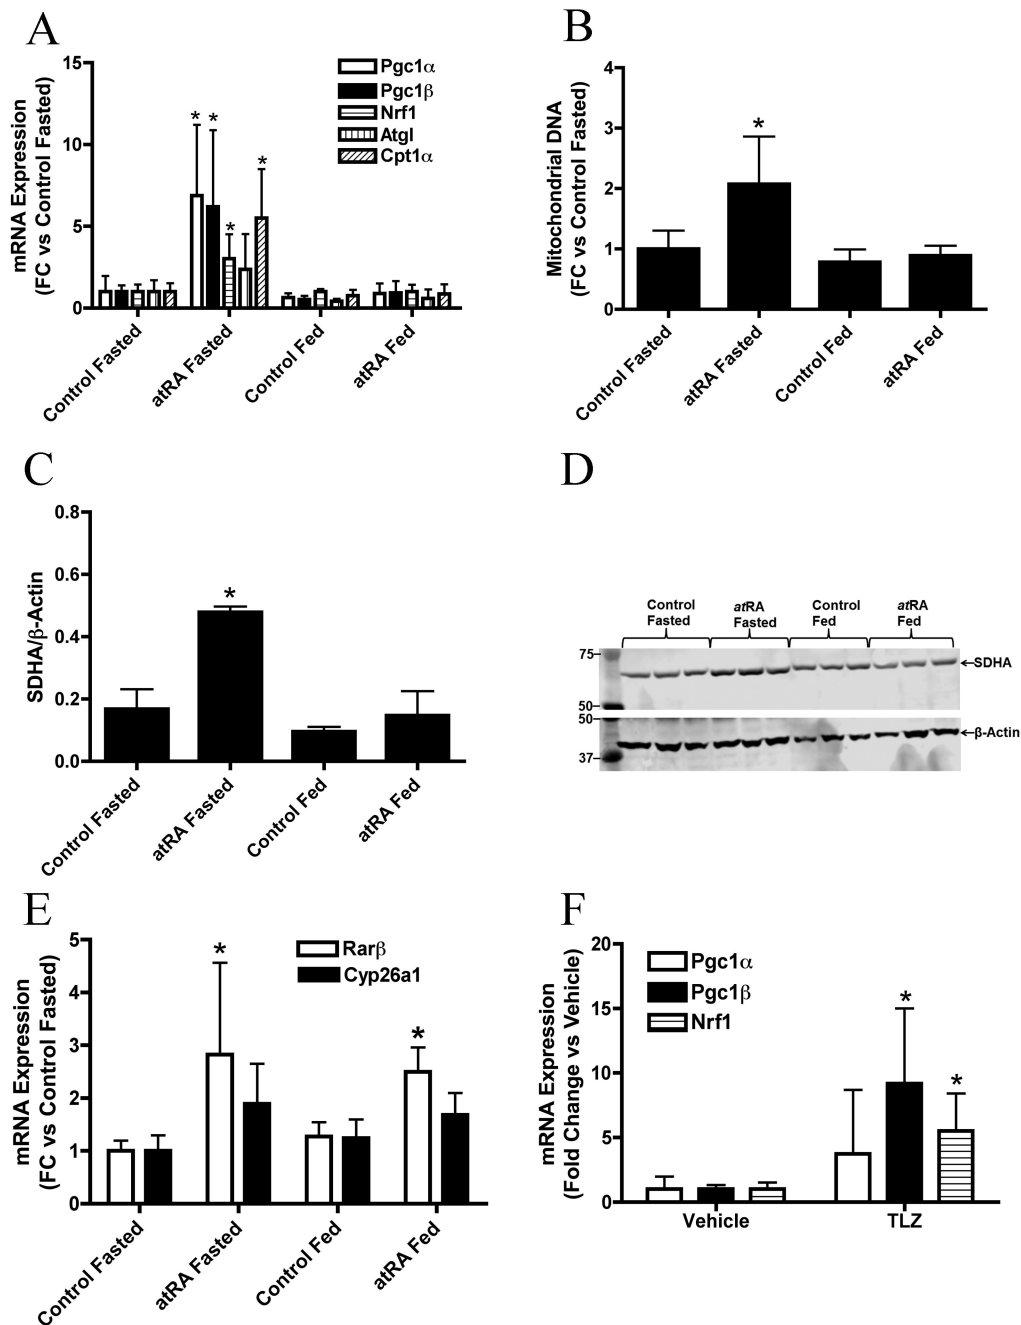 A
15
10
5
0
mRNA Expression
(FC vs Control Fasted)
Pgc1α
Pgc1β
Nrf1
Atgl
Cpt1α
* * * *
Control Fasted
atRA Fasted
Control Fed
atRA Fed
B
4
3
2
1
0
Mitochondrial DNA
(FC vs Control Fasted)
*
Control Fasted
atRA Fasted
Control Fed
atRA Fed
C
0.8
0.6
0.4
0.2
0.0
SDHA/β-Actin
*
Control Fasted
atRA Fasted
Control Fed
atRA Fed
D
Control Fasted
atRA Fasted
Control Fed
atRA Fed
75
50
50
37
SDHA
β-Actin
E
5
4
3
2
1
0
mRNA Expression
(FC vs Control Fasted)
Rarβ
Cyp26a1
* *
Control Fasted
atRA Fasted
Control Fed
atRA Fed
F
20
15
10
5
0
mRNA Expression
(Fold Change vs Vehicle)
Pgc1α
Pgc1β
Nrf1
* *
Vehicle
TLZ